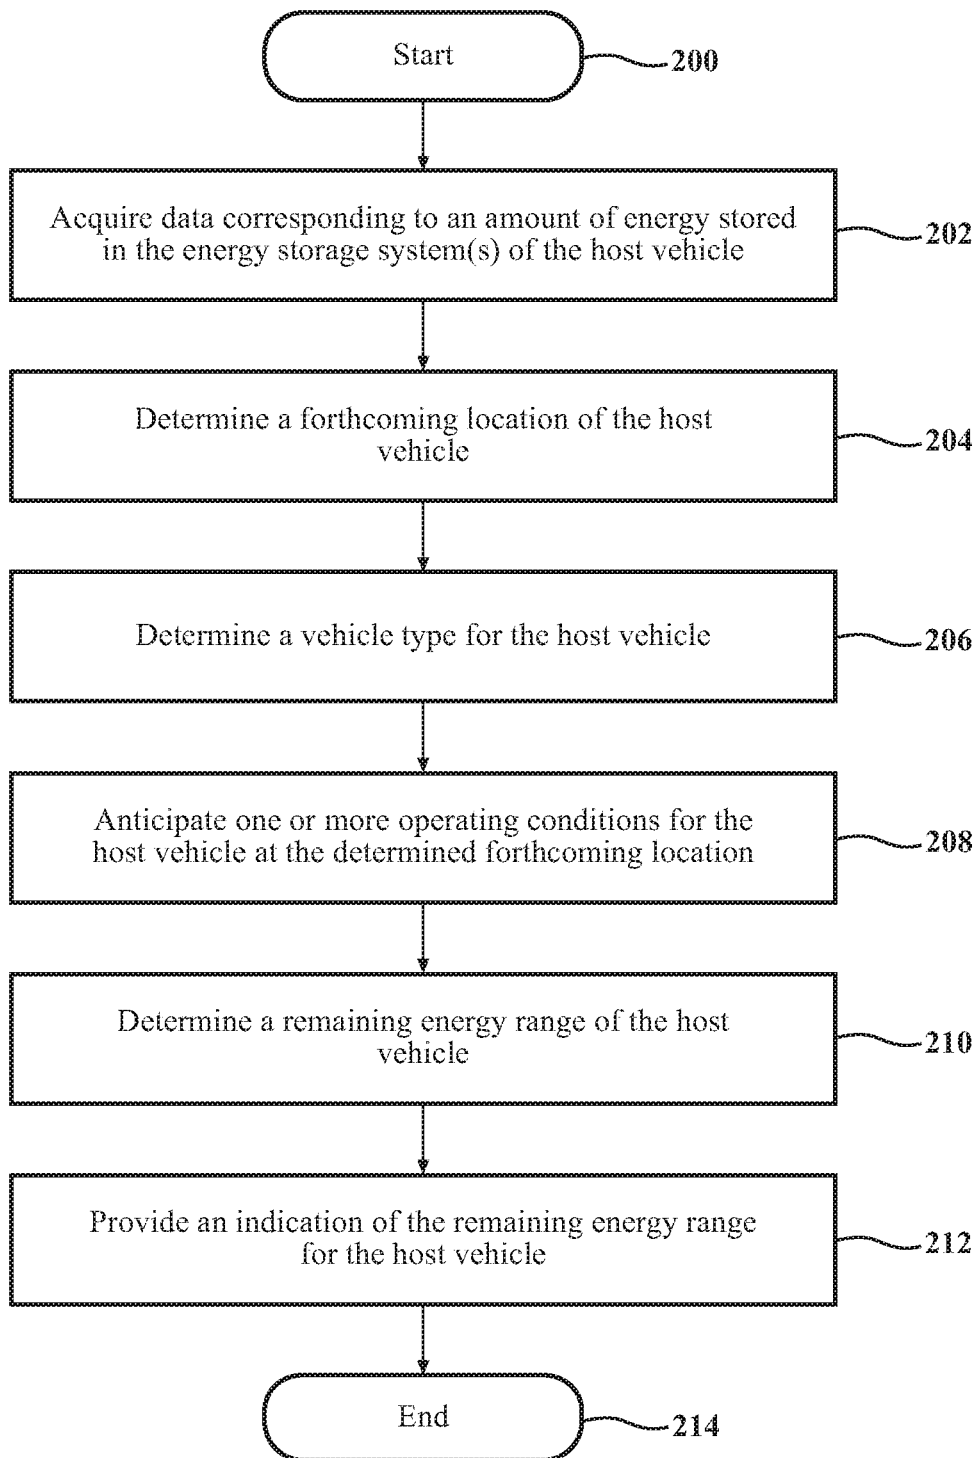 Start
200
Acquire data corresponding to an amount of energy stored
in the energy storage system(s) of the host vehicle
202
Determine a forthcoming location of the host
vehicle
204
Determine a vehicle type for the host vehicle
206
Anticipate one or more operating conditions for the
host vehicle at the determined forthcoming location
208
Determine a remaining energy range of the host
vehicle
210
Provide an indication of the remaining energy range
for the host vehicle
212
End
214